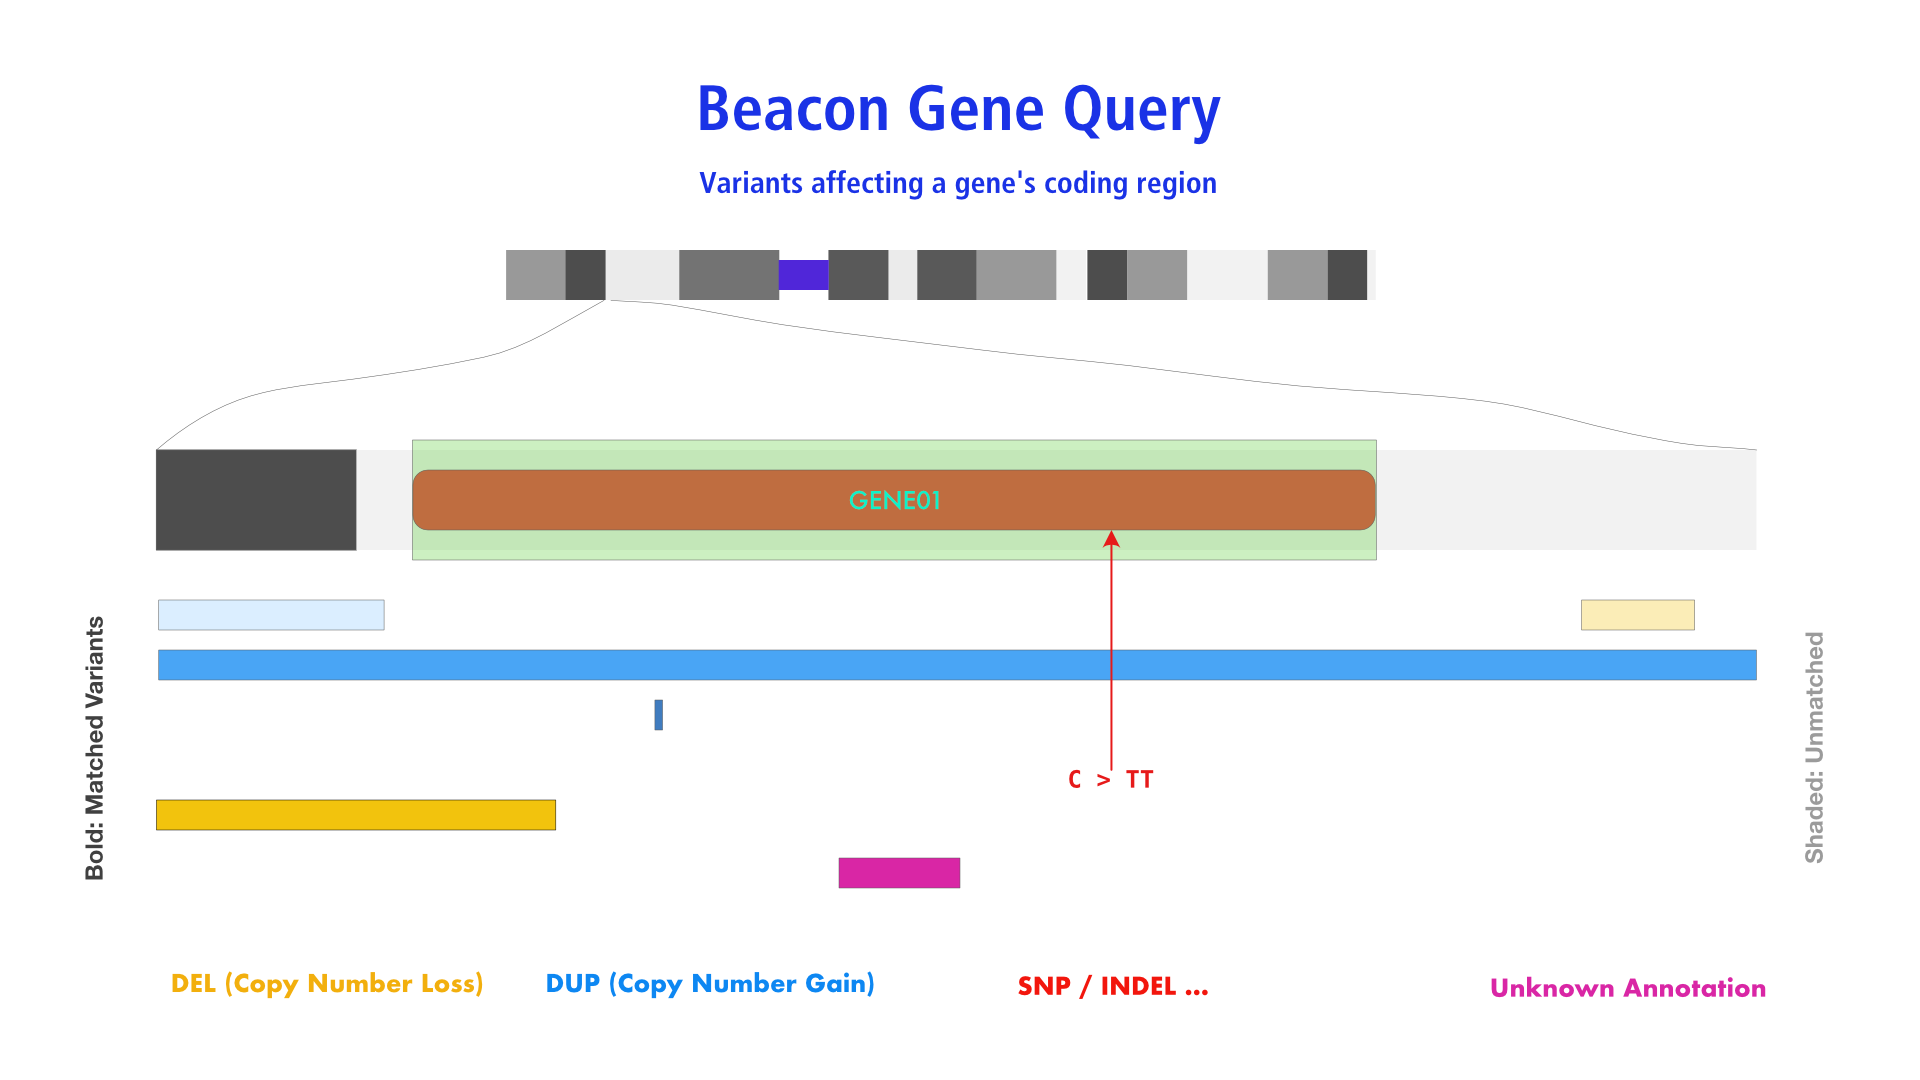 Beacon Gene Query
Variants affecting a gene's coding region
GENE01
Bold: Matched Variants
Shaded: Unmatched
C > TT
DEL (Copy Number Loss)
DUP (Copy Number Gain)
SNP / INDEL ...
Unknown Annotation